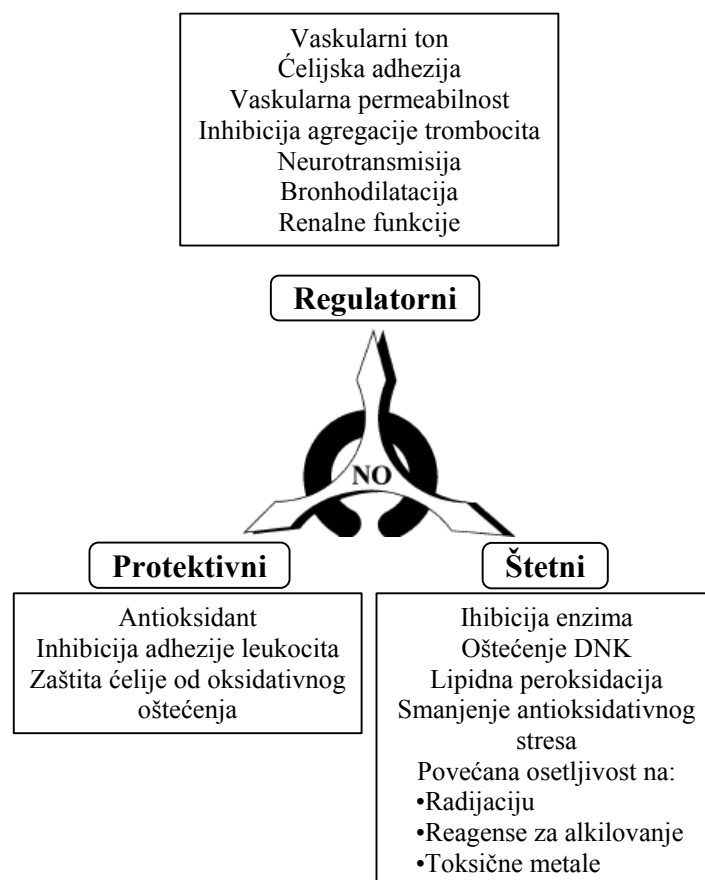 Vaskularni ton
Ćelijska adhezija
Vaskularna permeabilnost
Inhibicija agregacije trombocita
Neurotransmisija
Bronhodilatacija
Renalne funkcije
Regulatorni
NO
Protektivni
Antioksidant
Inhibicija adhezije leukocita
Zaštita ćelije od oksidativnog
oštećenja
Štetni
Ihibicija enzima
Oštećenje DNK
Lipidna peroksidacija
Smanjenje antioksidativnog
stresa
Povećana osetljivost na:
•Radijaciju
•Reagense za alkilovanje
•Toksične metale